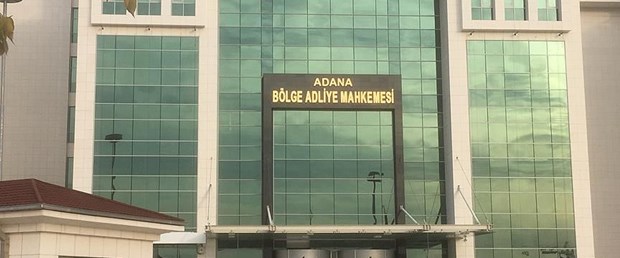 ADANA
BÖLGE ADLİYE MAHKEMESİ